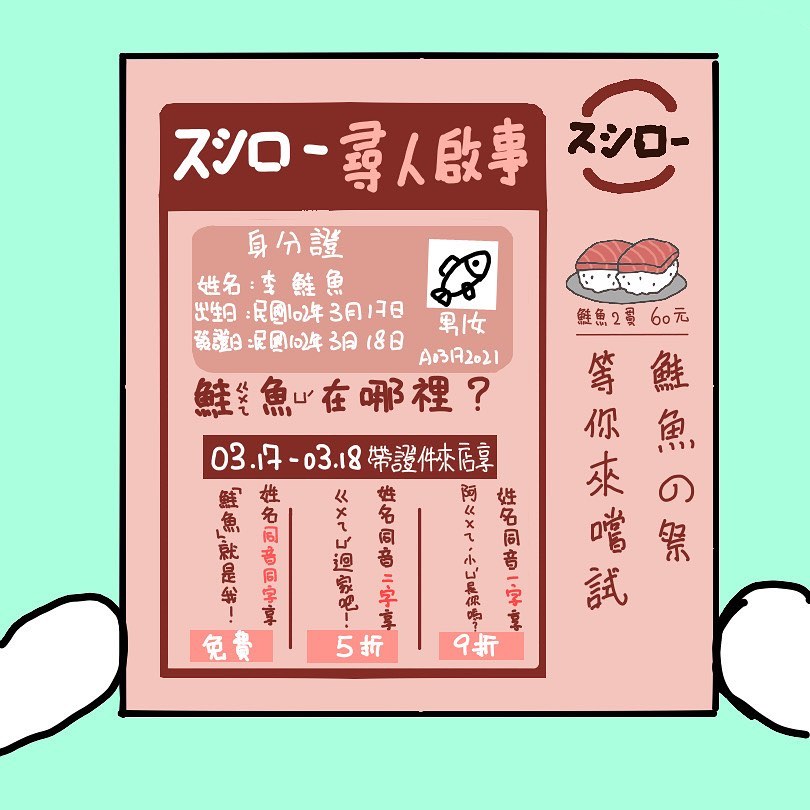 スシロー 尋人啟事
身分證
姓名：李 鮭魚
出生日：民國102年3月17日
發證日：民國102年3月18日
男/女
A03172021
鮭ㄍㄨㄟ魚ㄩˊ在哪裡？
03.17-03.18 帶證件來店享
姓名同音同字享
「鮭魚」就是我！
免費
姓名同音二字享
ㄍㄨㄟㄩˊ迴家吧！
5折
姓名同音一字享
阿ㄍㄨㄟ，小ㄩˊ是你嗎？
9折
スシロー
鮭魚2貫 60元
鮭魚の祭
等你來嚐試